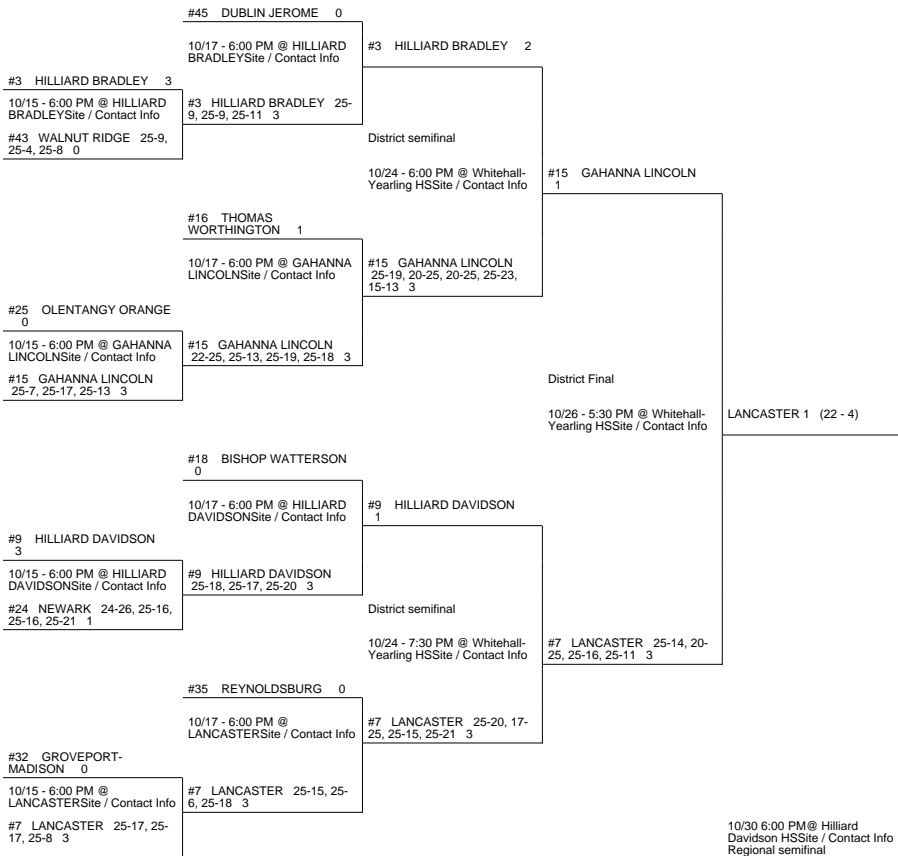 #45 DUBLIN JEROME 0
10/17 - 6:00 PM @ HILLIARD
BRADLEYSite / Contact Info
#3 HILLIARD BRADLEY 2
#3 HILLIARD BRADLEY 3
10/15 - 6:00 PM @ HILLIARD
BRADLEYSite / Contact Info
#43 WALNUT RIDGE 25-9,
25-4, 25-8 0
#3 HILLIARD BRADLEY 25-
9, 25-9, 25-11 3
District semifinal
10/24 - 6:00 PM @ Whitehall-
Yearling HSSite / Contact Info
#15 GAHANNA LINCOLN
1
#16 THOMAS
WORTHINGTON 1
10/17 - 6:00 PM @ GAHANNA
LINCOLNSite / Contact Info
#15 GAHANNA LINCOLN
25-19, 20-25, 20-25, 25-23,
15-13 3
#25 OLENTANGY ORANGE
0
10/15 - 6:00 PM @ GAHANNA
LINCOLNSite / Contact Info
#15 GAHANNA LINCOLN
25-7, 25-17, 25-13 3
#15 GAHANNA LINCOLN
22-25, 25-13, 25-19, 25-18 3
District Final
10/26 - 5:30 PM @ Whitehall-
Yearling HSSite / Contact Info
LANCASTER 1 (22 - 4)
#18 BISHOP WATTERSON
0
10/17 - 6:00 PM @ HILLIARD
DAVIDSONSite / Contact Info
#9 HILLIARD DAVIDSON
1
#9 HILLIARD DAVIDSON
3
10/15 - 6:00 PM @ HILLIARD
DAVIDSONSite / Contact Info
#24 NEWARK 24-26, 25-16,
25-16, 25-21 1
#9 HILLIARD DAVIDSON
25-18, 25-17, 25-20 3
District semifinal
10/24 - 7:30 PM @ Whitehall-
Yearling HSSite / Contact Info
#7 LANCASTER 25-14, 20-
25, 25-16, 25-11 3
#35 REYNOLDSBURG 0
10/17 - 6:00 PM @
LANCASTERSite / Contact Info
#7 LANCASTER 25-20, 17-
25, 25-15, 25-21 3
#32 GROVEPORT-
MADISON 0
10/15 - 6:00 PM @
LANCASTERSite / Contact Info
#7 LANCASTER 25-17, 25-
17, 25-8 3
#7 LANCASTER 25-15, 25-
6, 25-18 3
10/30 6:00 PM@ Hilliard
Davidson HSSite / Contact Info
Regional semifinal